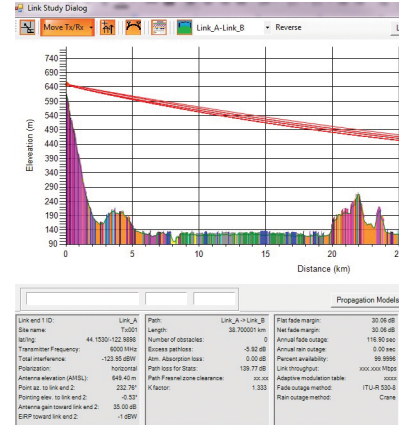 Link Study Dialog
Move Tx/Rx
Link_A-Link_B
Reverse
L
Eleveation (m)
740
690
640
590
540
490
440
390
340
290
240
190
140
90
0
5
10
15
20
2
Distance (km)
Propagation Models
Link end 1 ID: Link_A
Site name: Tx001
lat/lng: 44.1530/-122.9898
Transmitter Frequency: 6000 MHz
Total interference: -123.95 dBW
Polarization: horizontal
Antenna elevation (AMSL): 649.40 m
Point az. to link end 2: 232.76°
Pointing elev. to link end 2: -0.53°
Antenna gain toward link end 2: 35.00 dB
EIRP toward link end 2: -1 dBW
Path: Link_A -> Link_B
Length: 38.700001 km
Number of obstacles: 0
Excess pathloss: -5.92 dB
Atm. Absorption loss: 0.00 dB
Path loss for Stats: 139.77 dB
Path Fresnel zone clearance: xx.xx
K factor: 1.333
Flat fade margin: 30.06 dB
Net fade margin: 30.06 dB
Annual fade outage: 116.90 sec
Annual rain outage: 0.00 sec
Percent availability: 99.9996
Link throughput: xxx.xxx Mbps
Adaptive modulation table: xxxx
Fade outage method: ITU-R 530-8
Rain outage method: Crane